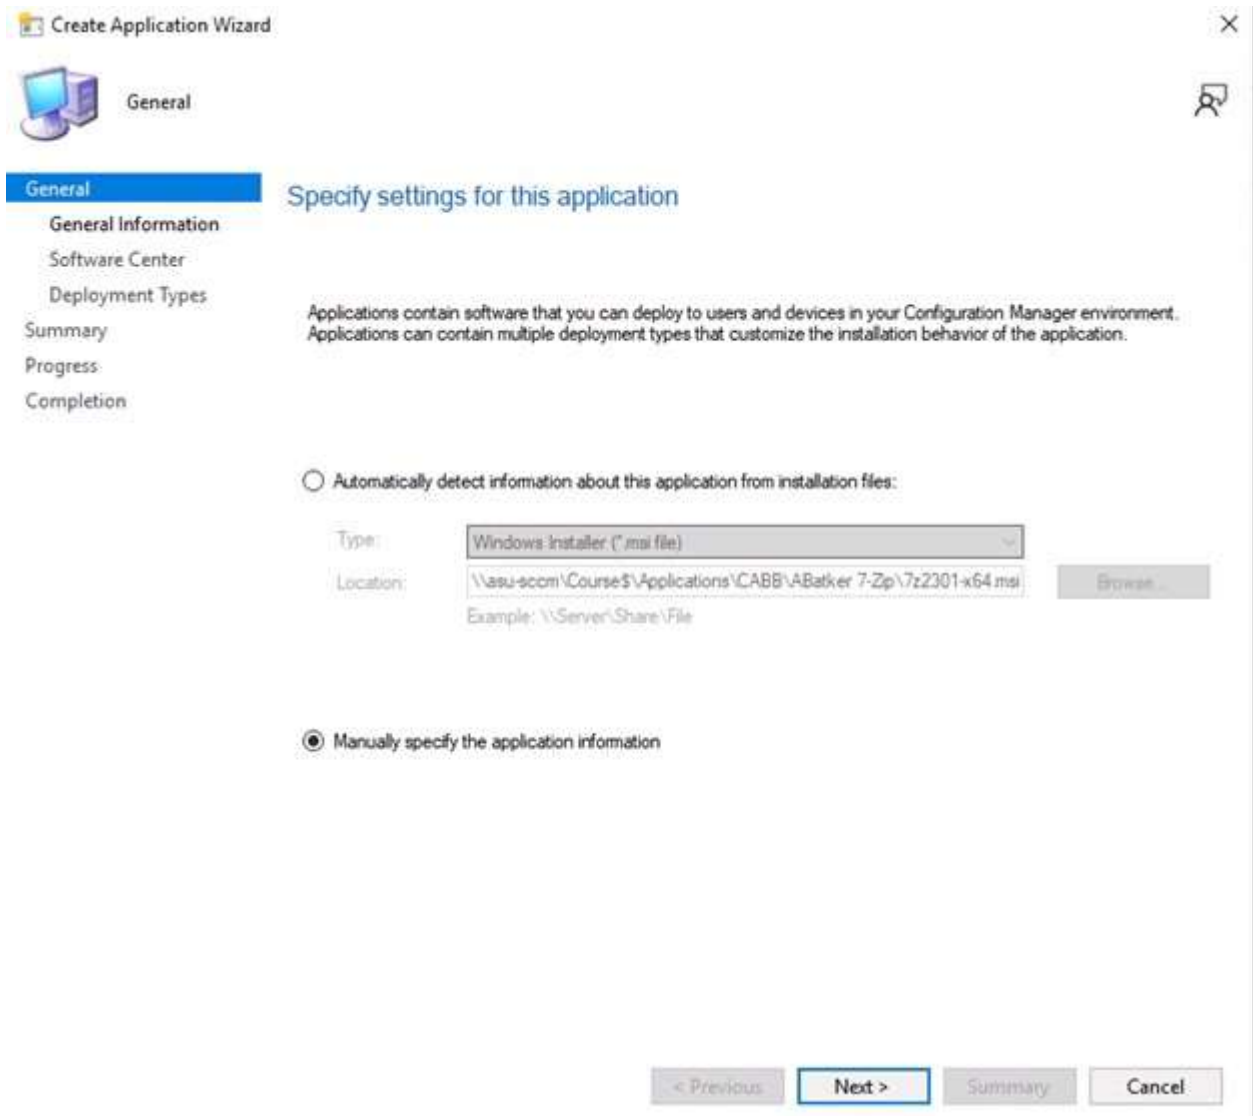 Create Application Wizard
General
General
General Information
Software Center
Deployment Types
Summary
Progress
Completion
Specify settings for this application
Applications contain software that you can deploy to users and devices in your Configuration Manager environment.
Applications can contain multiple deployment types that customize the installation behavior of the application.
Automatically detect information about this application from installation files:
Type: Windows Installer (*.msi file)
Location: \\asu-sccm\Course$\Applications\CABB\ABatker 7-Zip\7z2301-x64.msi Browse...
Example: \\Server\Share\File
Manually specify the application information
< Previous Next > Summary Cancel